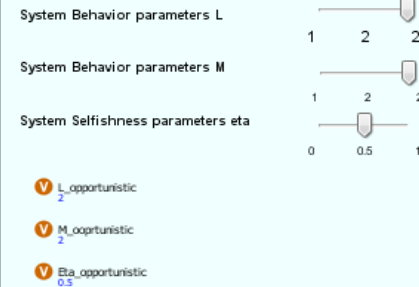 System Behavior parameters L
1 2 2
System Behavior parameters M
1 2 2
System Selfishness parameters eta
0 0.5 1
V L_opportunistic
2
V M_ooprtunistic
2
V Eta_opportunistic
0.5